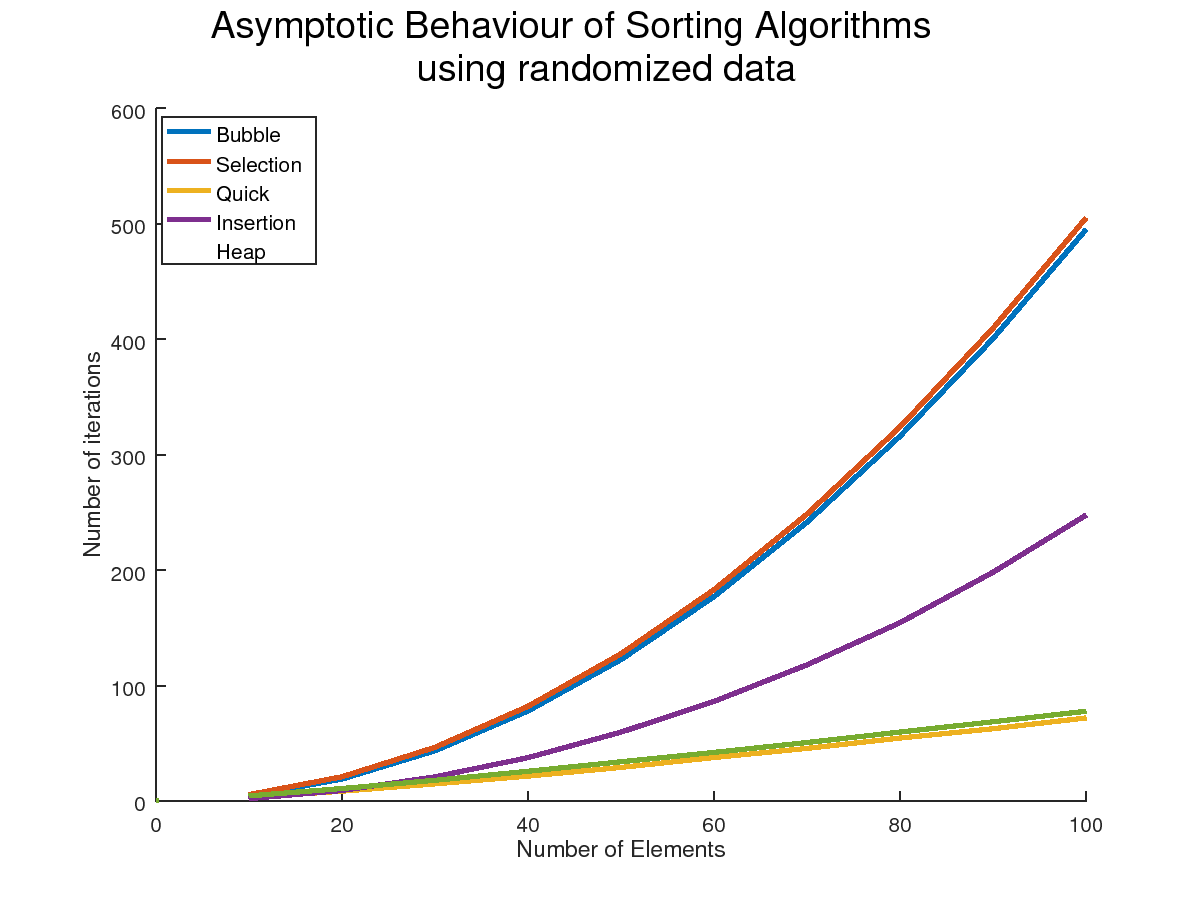 Asymptotic Behaviour of Sorting Algorithms
using randomized data
600
Bubble
Selection
Quick
Insertion
Heap
500
400
300
200
100
0
Number of iterations
0 20 40 60 80 100
Number of Elements